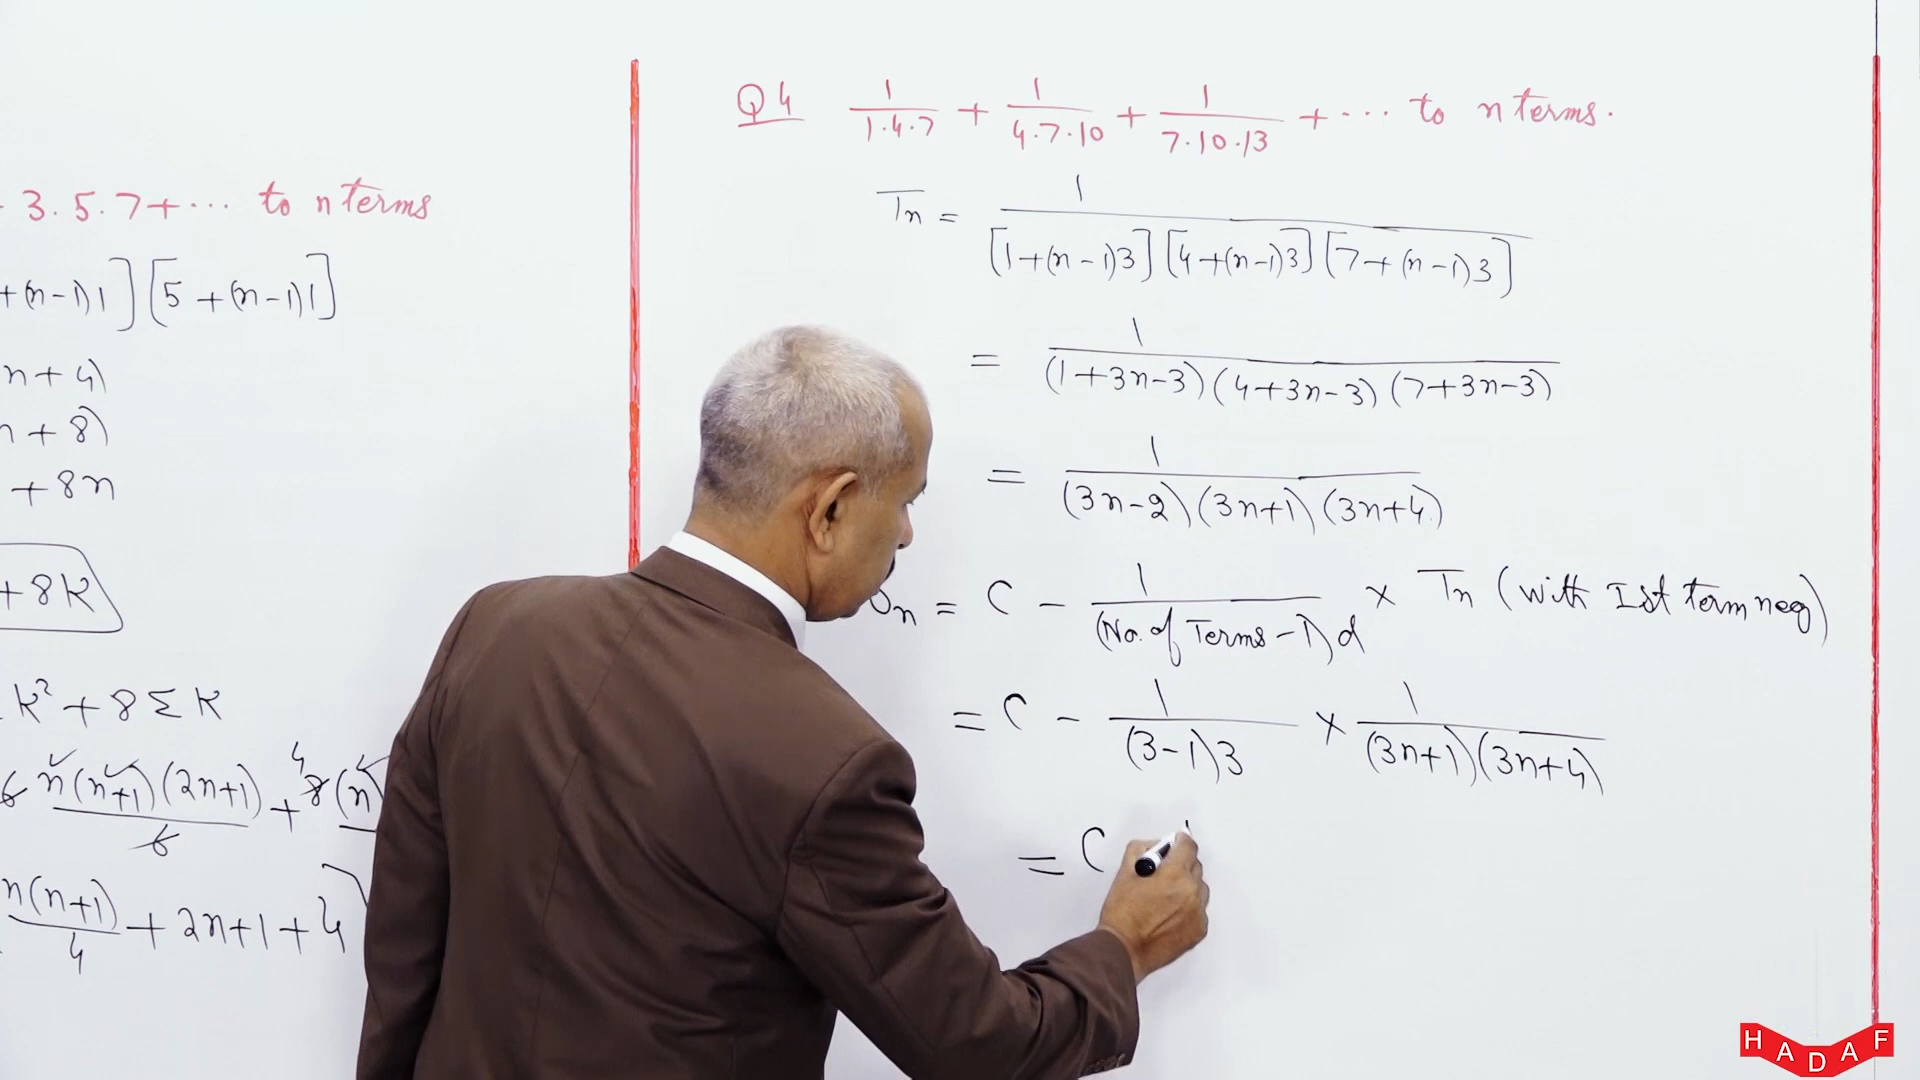 3.5.7+... to n terms
+(n-1)1][5+(n-1)1]
n+4)
n+8)
+8n
+8K
K²+8ΣK
6 n(n+1)(2n+1)/6 + 4 8(n
n(n+1)/4 + 2n+1+4
Q4 1/1.4.7 + 1/4.7.10 + 1/7.10.13 + ... to n terms.
Tn = 1/[1+(n-1)3][4+(n-1)3][7+(n-1)3]
= 1/(1+3n-3)(4+3n-3)(7+3n-3)
= 1/(3n-2)(3n+1)(3n+4)
n = C - 1/(No. of Terms-1)d × Tn (with Ist term neg)
= C - 1/(3-1)3 × 1/(3n+1)(3n+4)
= C
HADAF